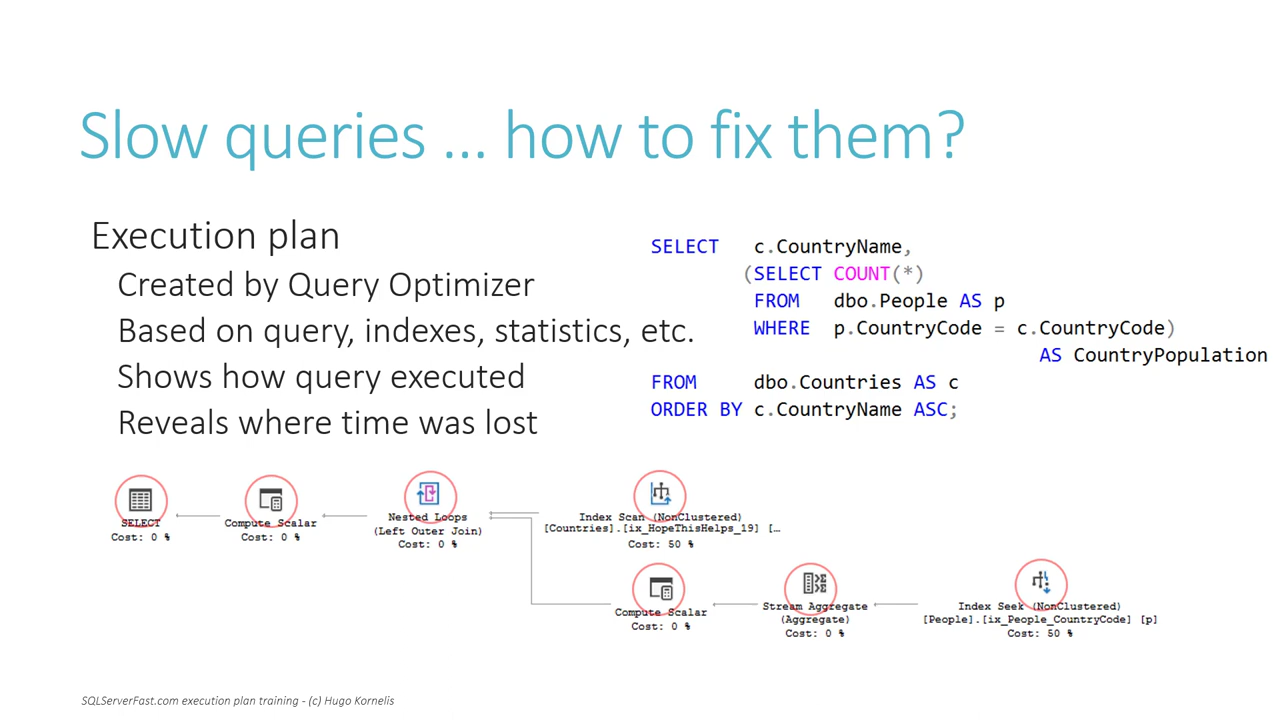 Slow queries ... how to fix them?
Execution plan
Created by Query Optimizer
Based on query, indexes, statistics, etc.
Shows how query executed
Reveals where time was lost
SELECT c.CountryName,
(SELECT COUNT(*)
FROM dbo.People AS p
WHERE p.CountryCode = c.CountryCode)
AS CountryPopulation
FROM dbo.Countries AS c
ORDER BY c.CountryName ASC;
SELECT
Cost: 0 %
Compute Scalar
Cost: 0 %
Nested Loops
(Left Outer Join)
Cost: 0 %
Index Scan (NonClustered)
[Countries].[ix_HopeThisHelps_19] […
Cost: 50 %
Compute Scalar
Cost: 0 %
Stream Aggregate
(Aggregate)
Cost: 0 %
Index Seek (NonClustered)
[People].[ix_People_CountryCode] [p]
Cost: 50 %
SQLServerFast.com execution plan training - (c) Hugo Kornelis